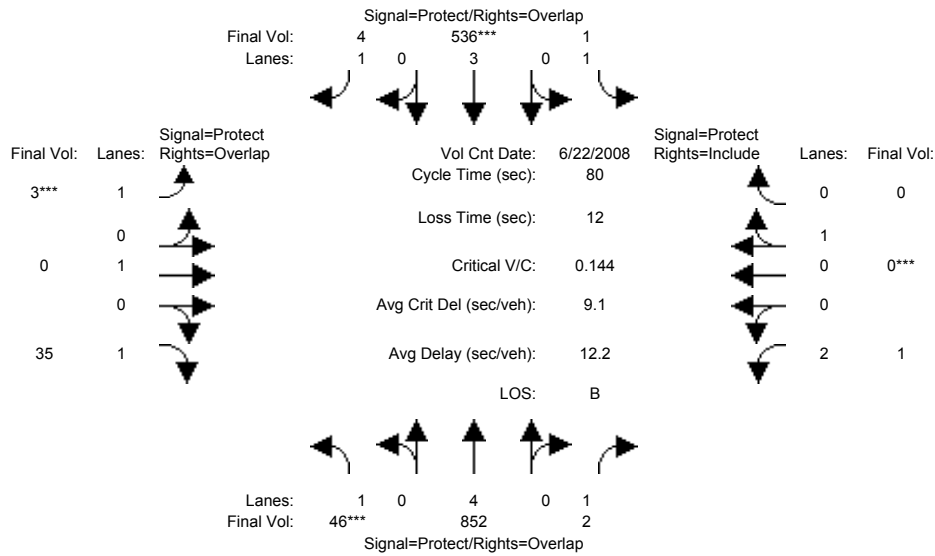 Signal=Protect/Rights=Overlap
Final Vol: 4 536*** 1
Lanes: 1 0 3 0 1
Signal=Protect
Final Vol: Lanes: Rights=Overlap
Vol Cnt Date: 6/22/2008
Signal=Protect
Rights=Include Lanes: Final Vol:
Cycle Time (sec): 80
3*** 1
0 0
Loss Time (sec): 12
0
1
0 1
Critical V/C: 0.144
0 0***
0
Avg Crit Del (sec/veh): 9.1
0
35 1
Avg Delay (sec/veh): 12.2
2 1
LOS: B
Lanes: 1 0 4 0 1
Final Vol: 46*** 852 2
Signal=Protect/Rights=Overlap